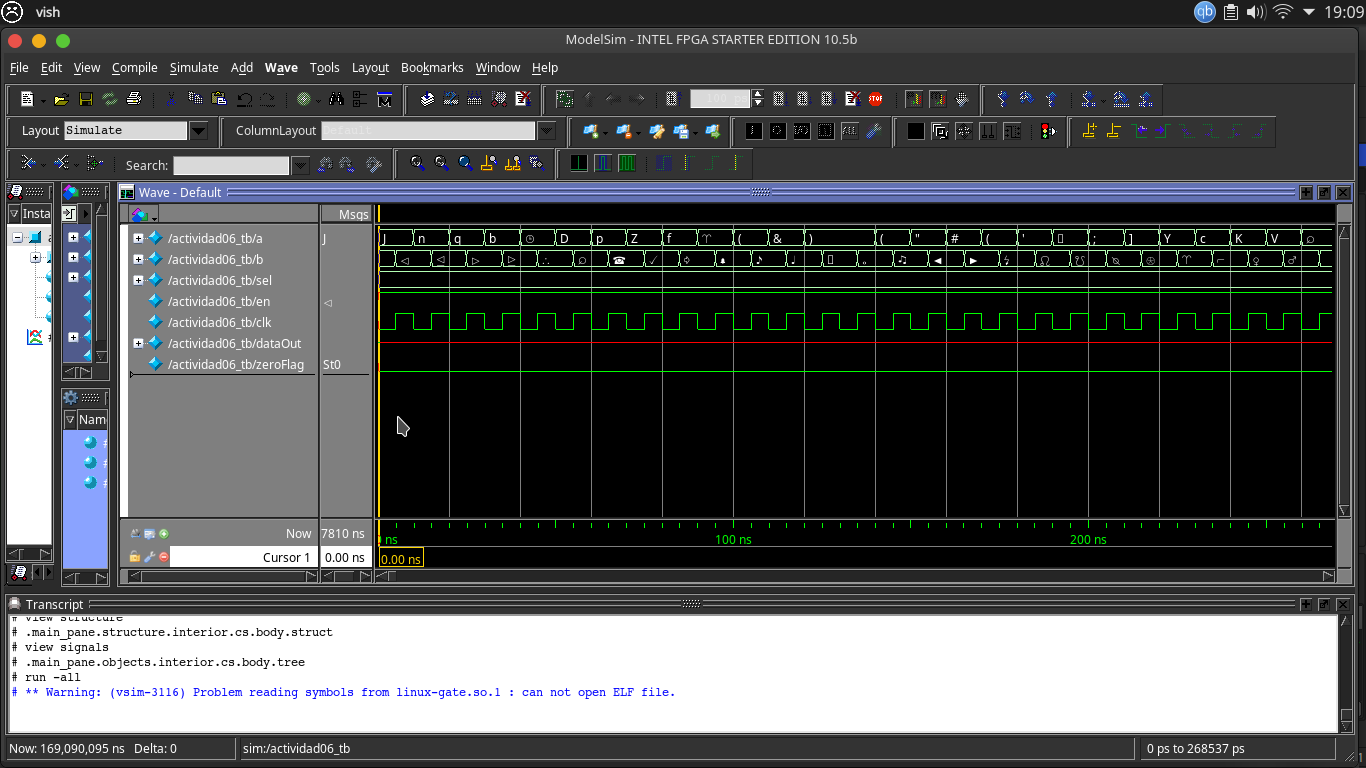 vish
qb 19:09
ModelSim - INTEL FPGA STARTER EDITION 10.5b
File Edit View Compile Simulate Add Wave Tools Layout Bookmarks Window Help
100 ps
Layout Simulate ColumnLayout Default
Search:
Wave - Default
Insta
Msgs
/actividad06_tb/a J
J n q b D p Z f ( & ) ( " # ( ' ; ] Y c K V
/actividad06_tb/b
/actividad06_tb/sel
/actividad06_tb/en
/actividad06_tb/clk
/actividad06_tb/dataOut
/actividad06_tb/zeroFlag St0
Nam
Now 7810 ns
ns 100 ns 200 ns
Cursor 1 0.00 ns
0.00 ns
Transcript
# view structure
# .main_pane.structure.interior.cs.body.struct
# view signals
# .main_pane.objects.interior.cs.body.tree
# run -all
# ** Warning: (vsim-3116) Problem reading symbols from linux-gate.so.1 : can not open ELF file.
Now: 169,090,095 ns Delta: 0 sim:/actividad06_tb 0 ps to 268537 ps